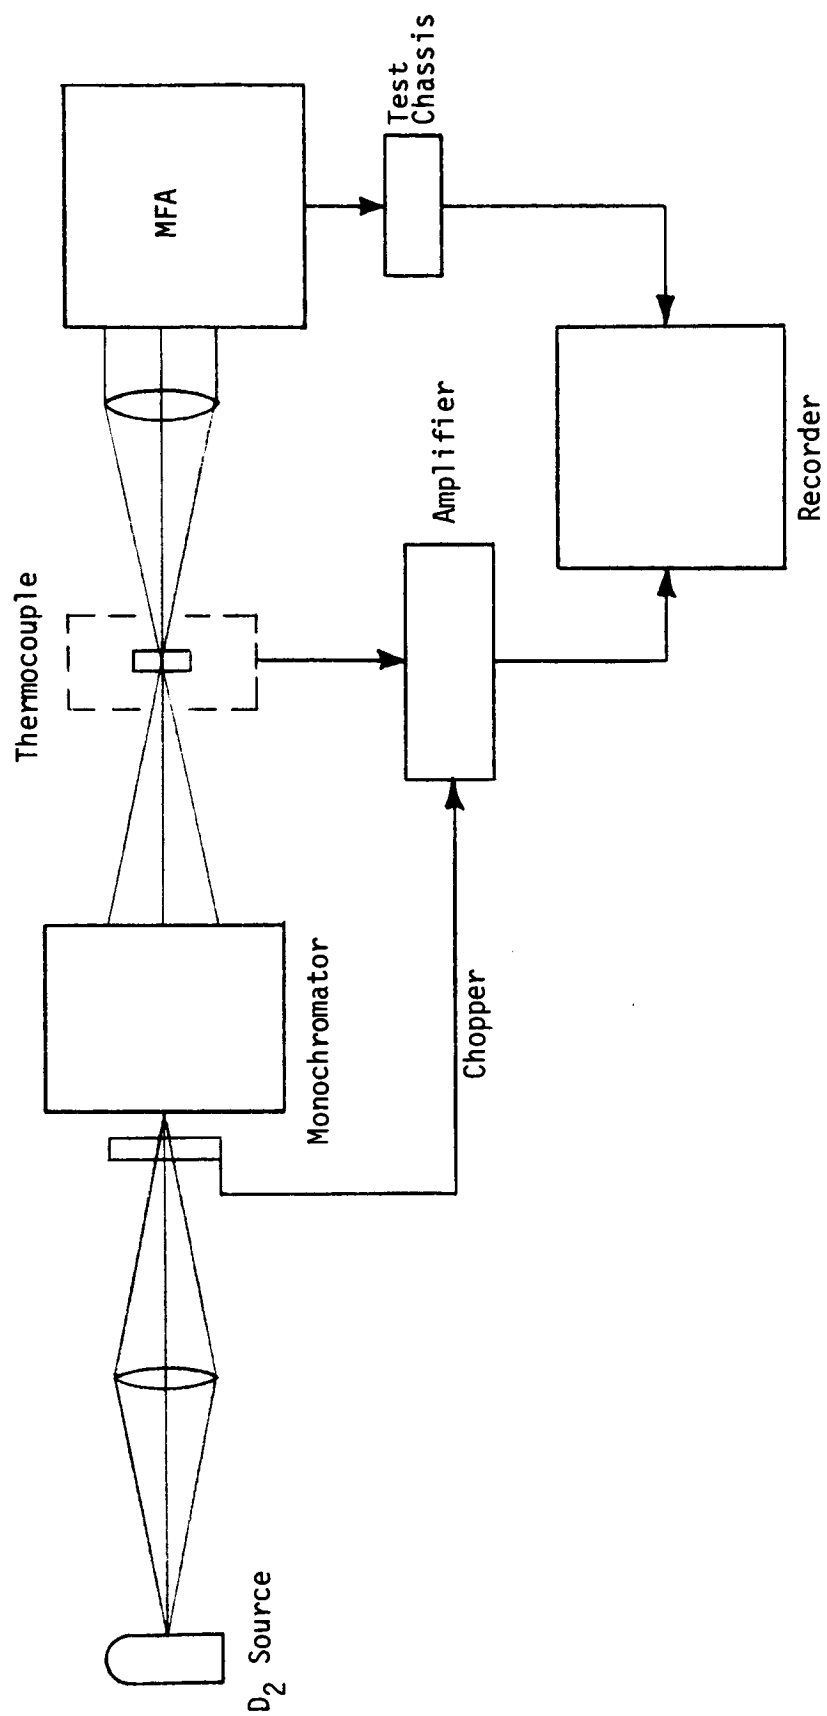 D2 Source
Monochromator
Chopper
Thermocouple
Amplifier
MFA
Test
Chassis
Recorder